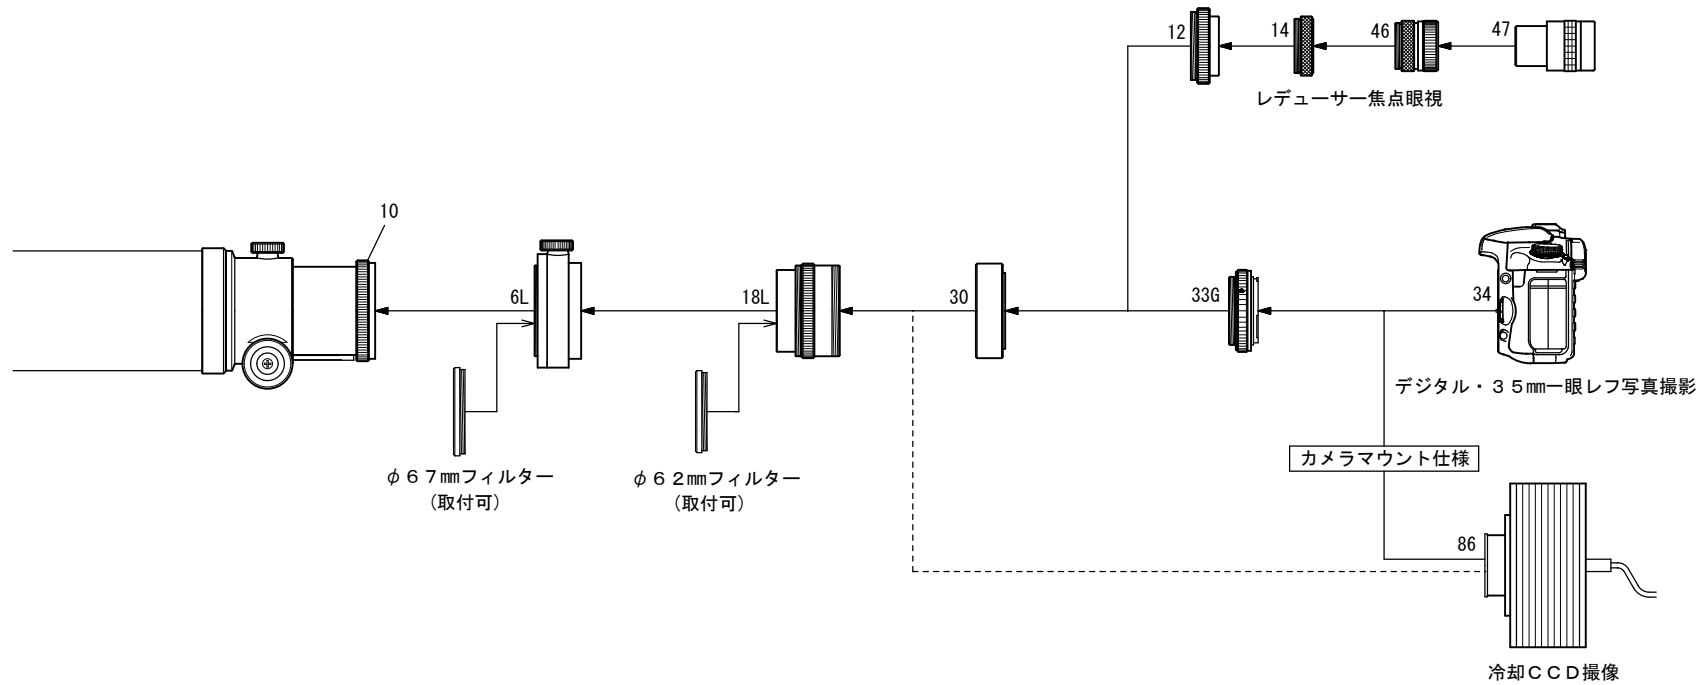 12
14
46
47
レデューサー焦点眼視
10
6L
18L
30
33G
34
デジタル・３５㎜一眼レフ写真撮影
φ６７㎜フィルター
（取付可）
φ６２㎜フィルター
（取付可）
カメラマウント仕様
86
冷却ＣＣＤ撮像